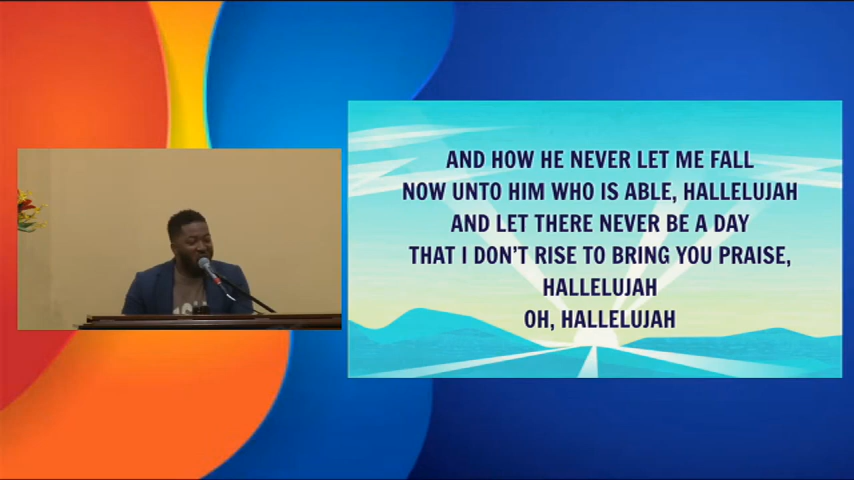 AND HOW HE NEVER LET ME FALL
NOW UNTO HIM WHO IS ABLE, HALLELUJAH
AND LET THERE NEVER BE A DAY
THAT I DON'T RISE TO BRING YOU PRAISE,
HALLELUJAH
OH, HALLELUJAH